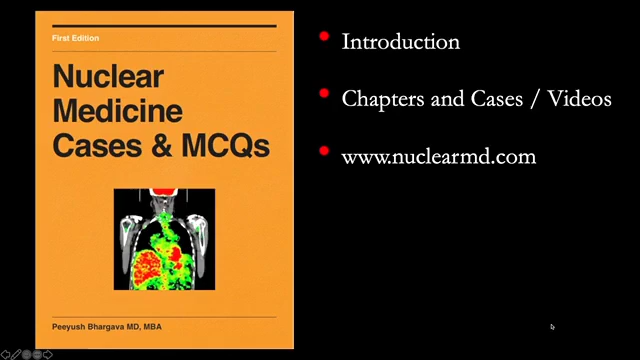 First Edition
Nuclear
Medicine
Cases & MCQs
Peeyush Bhargava MD, MBA
Introduction
Chapters and Cases / Videos
www.nuclearmd.com